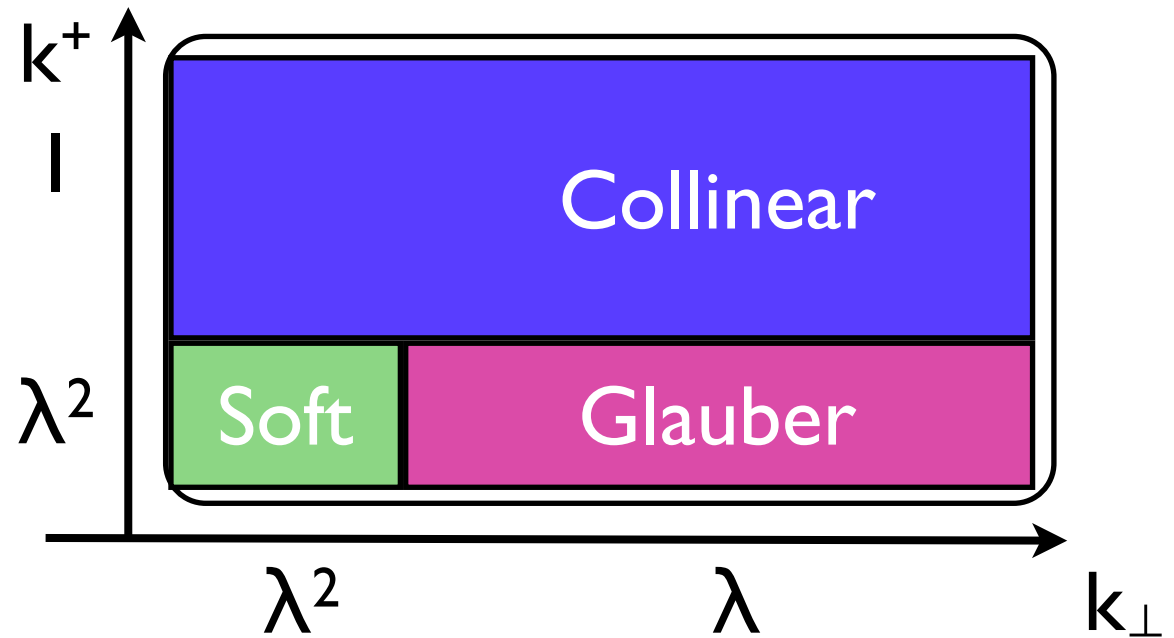 k⁺
1
Collinear
λ²
Soft
Glauber
λ²
λ
k⊥